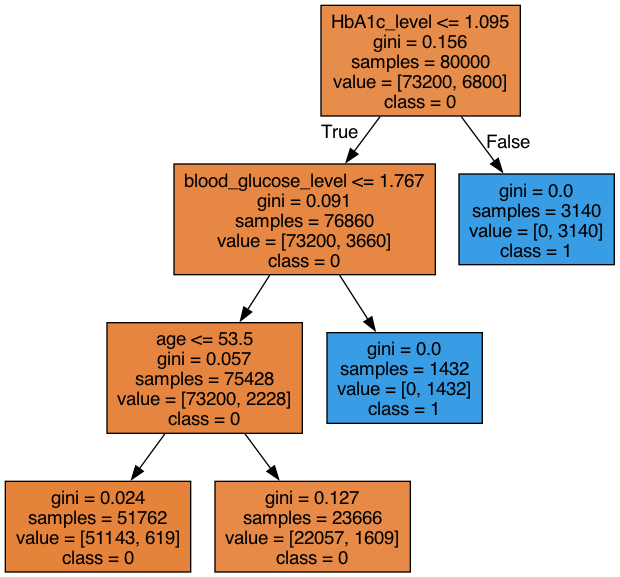 HbA1c_level <= 1.095
gini = 0.156
samples = 80000
value = [73200, 6800]
class = 0
True
False
blood_glucose_level <= 1.767
gini = 0.091
samples = 76860
value = [73200, 3660]
class = 0
gini = 0.0
samples = 3140
value = [0, 3140]
class = 1
age <= 53.5
gini = 0.057
samples = 75428
value = [73200, 2228]
class = 0
gini = 0.0
samples = 1432
value = [0, 1432]
class = 1
gini = 0.024
samples = 51762
value = [51143, 619]
class = 0
gini = 0.127
samples = 23666
value = [22057, 1609]
class = 0